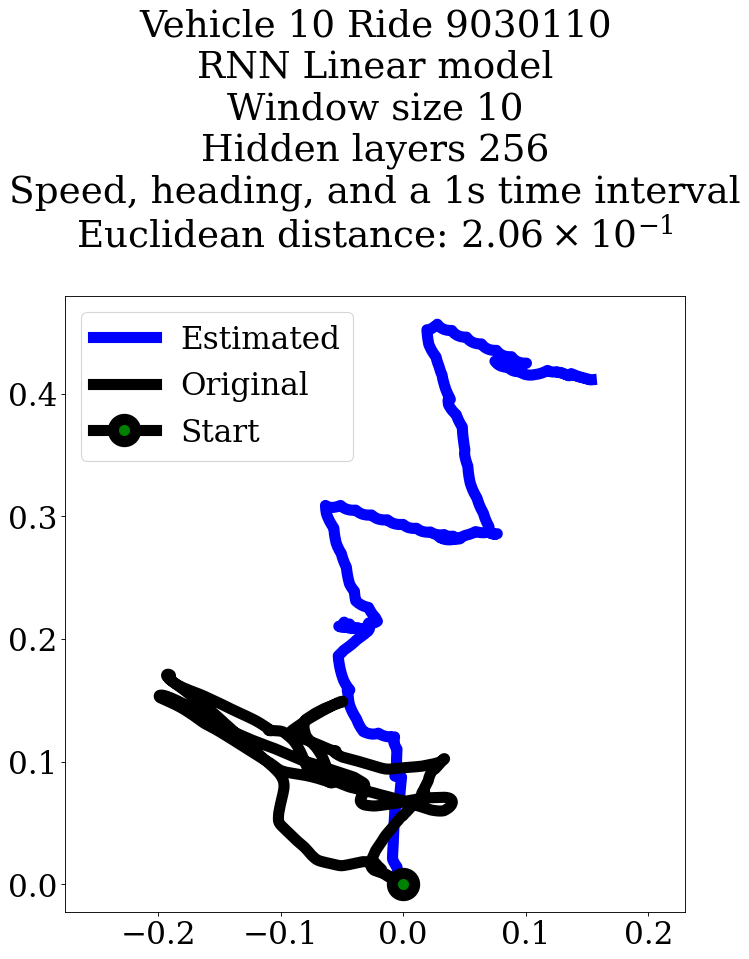 Vehicle 10 Ride 9030110
RNN Linear model
Window size 10
Hidden layers 256
Speed, heading, and a 1s time interval
Euclidean distance: 2.06 × 10⁻¹
Estimated
Original
Start
0.4
0.3
0.2
0.1
0.0
−0.2 −0.1 0.0 0.1 0.2